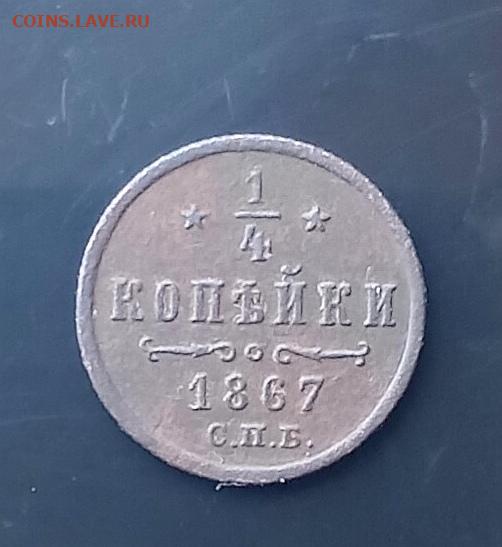 COINS.LAVE.RU
★ 1/4 ★
КОПѢЙКИ
1867
С.П.Б.